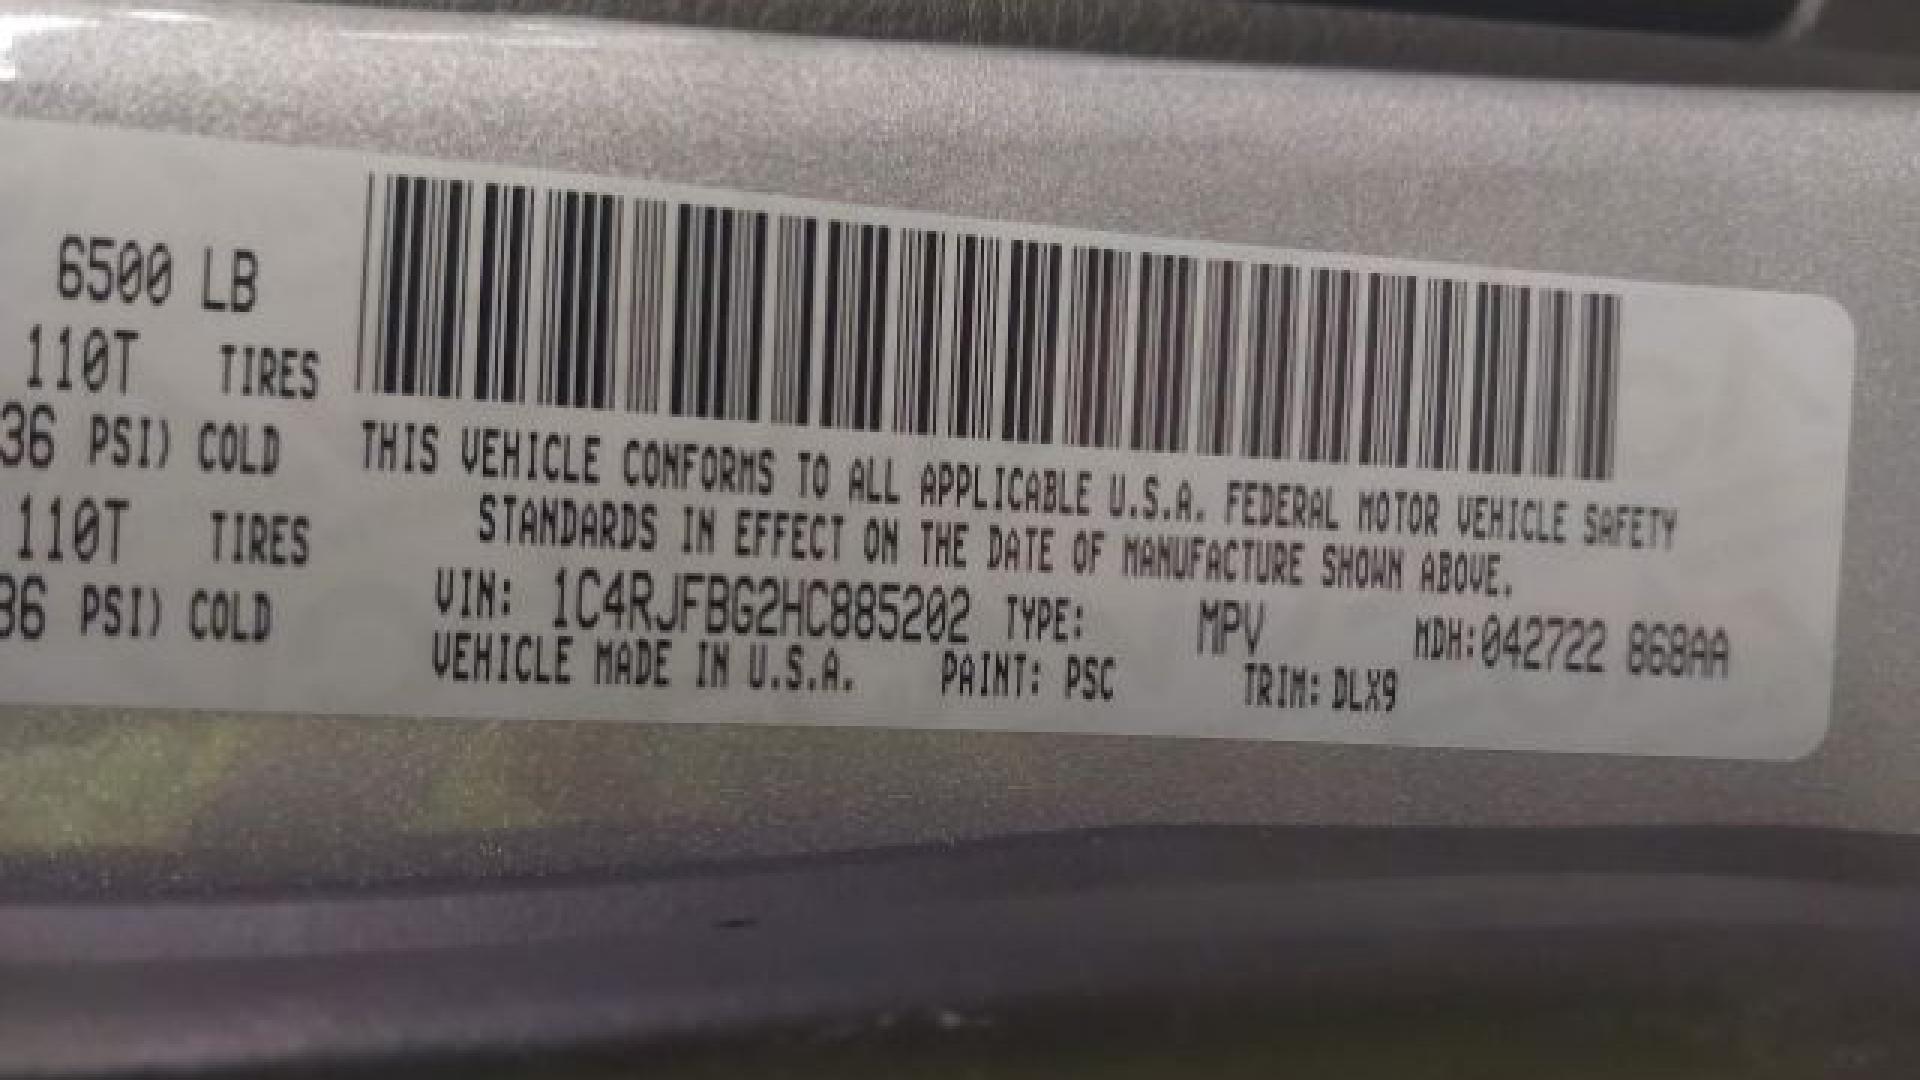 6500 LB
110T TIRES
36 PSI) COLD
110T TIRES
36 PSI) COLD
THIS VEHICLE CONFORMS TO ALL APPLICABLE U.S.A. FEDERAL MOTOR VEHICLE SAFETY
STANDARDS IN EFFECT ON THE DATE OF MANUFACTURE SHOWN ABOVE.
VIN: 1C4RJFBG2HC885202 TYPE: MPV MDH:042722 868AA
VEHICLE MADE IN U.S.A. PAINT: PSC TRIM: DLX9